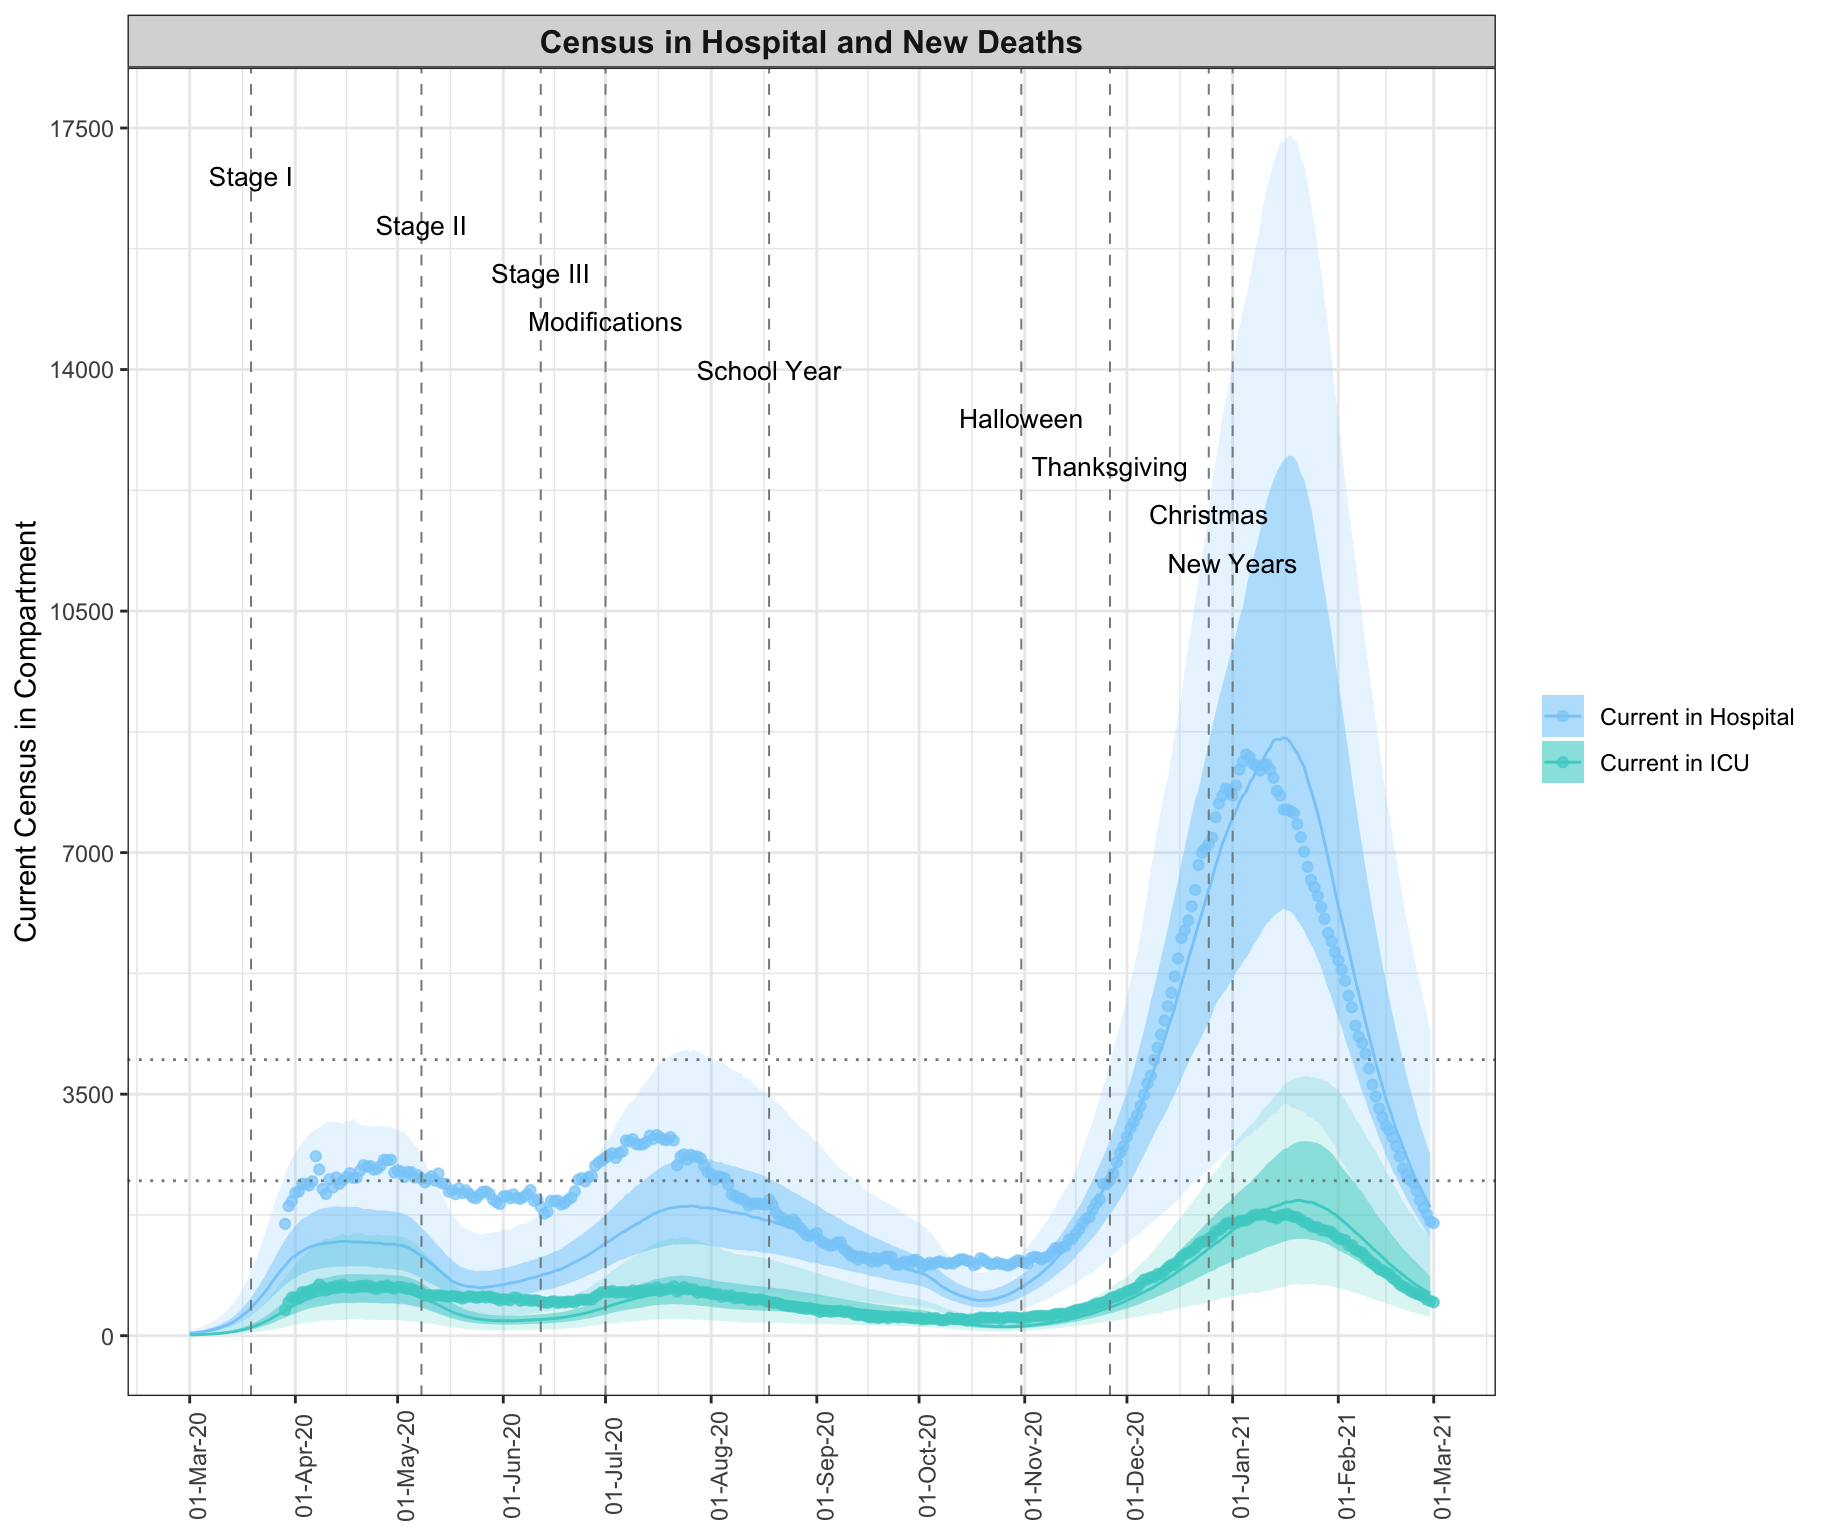 Census in Hospital and New Deaths
Current Census in Compartment
17500
14000
10500
7000
3500
0
Stage I
Stage II
Stage III
Modifications
School Year
Halloween
Thanksgiving
Christmas
New Years
01-Mar-20
01-Apr-20
01-May-20
01-Jun-20
01-Jul-20
01-Aug-20
01-Sep-20
01-Oct-20
01-Nov-20
01-Dec-20
01-Jan-21
01-Feb-21
01-Mar-21
Current in Hospital
Current in ICU